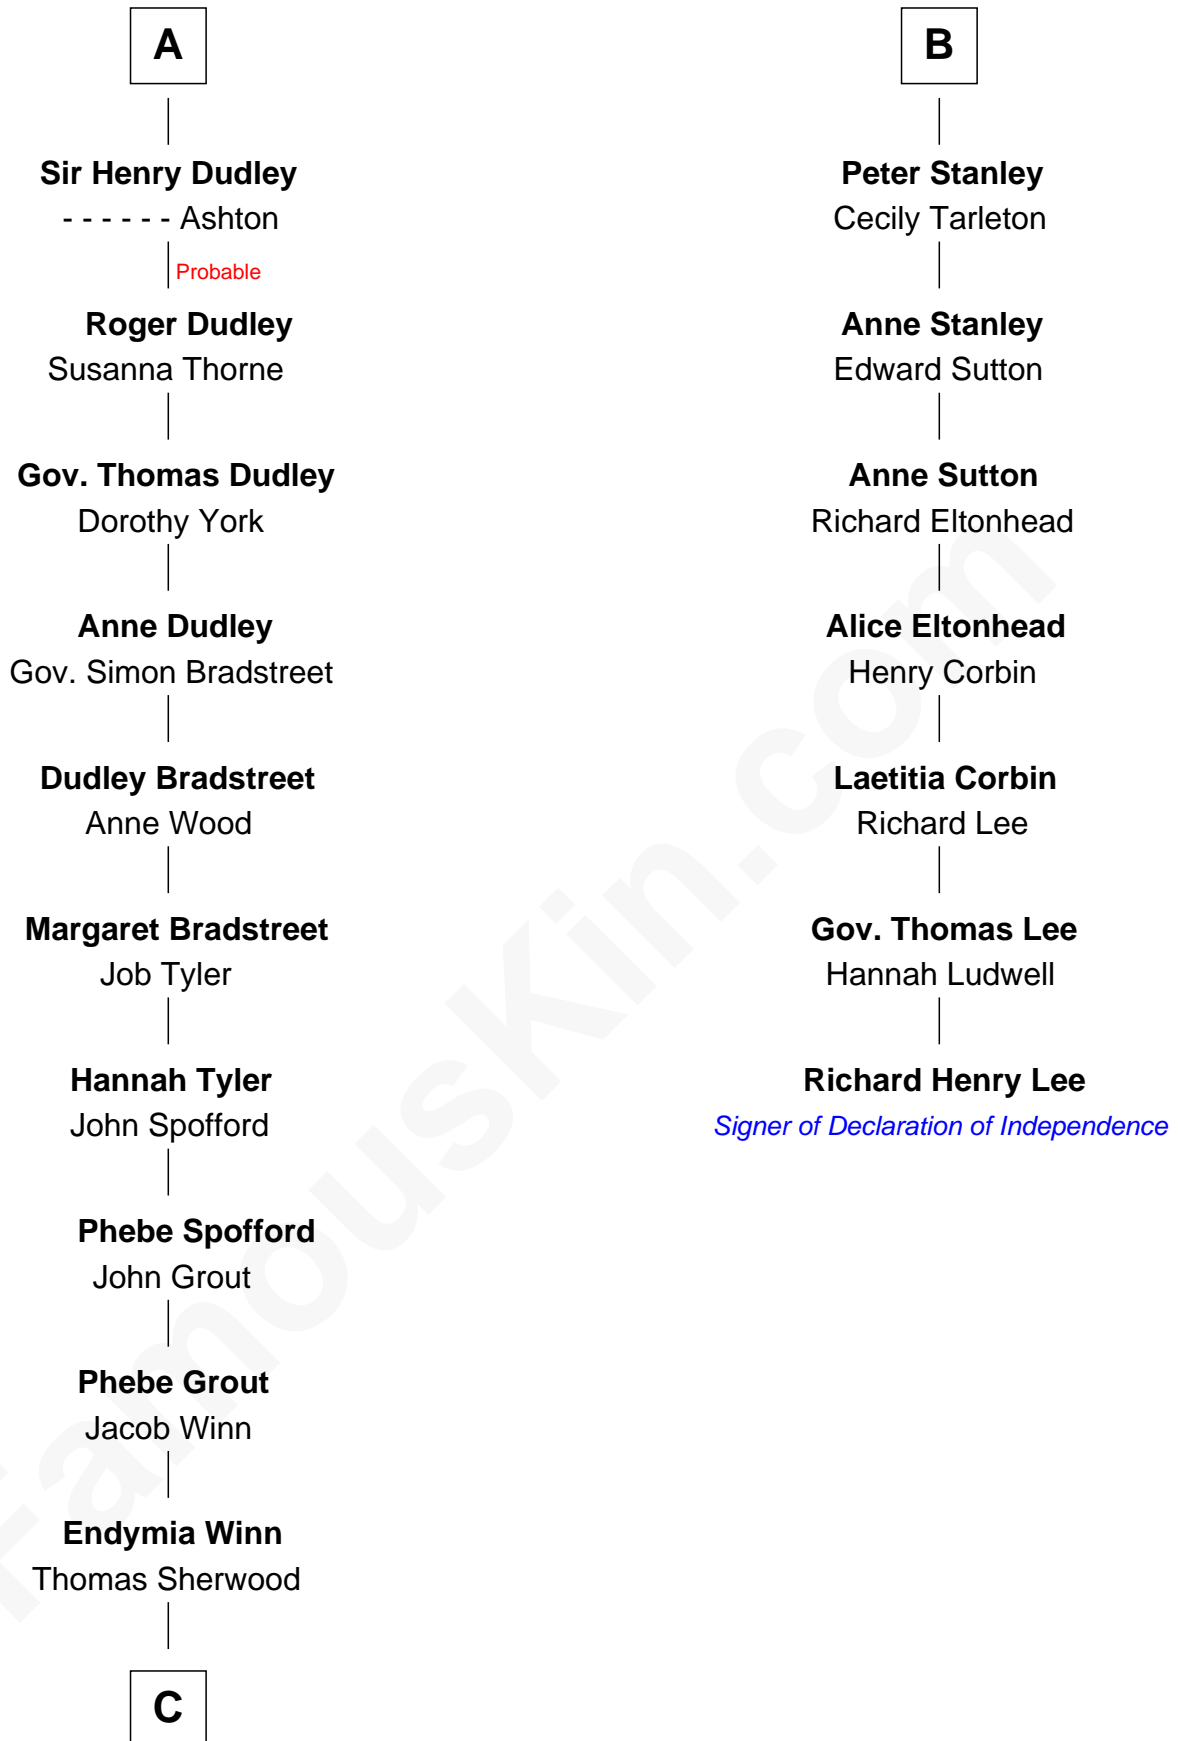 A
Sir Henry Dudley
- - - - - - Ashton
Probable
Roger Dudley
Susanna Thorne
Gov. Thomas Dudley
Dorothy York
Anne Dudley
Gov. Simon Bradstreet
Dudley Bradstreet
Anne Wood
Margaret Bradstreet
Job Tyler
Hannah Tyler
John Spofford
Phebe Spofford
John Grout
Phebe Grout
Jacob Winn
Endymia Winn
Thomas Sherwood
C
B
Peter Stanley
Cecily Tarleton
Anne Stanley
Edward Sutton
Anne Sutton
Richard Eltonhead
Alice Eltonhead
Henry Corbin
Laetitia Corbin
Richard Lee
Gov. Thomas Lee
Hannah Ludwell
Richard Henry Lee
Signer of Declaration of Independence
FamousKin.com